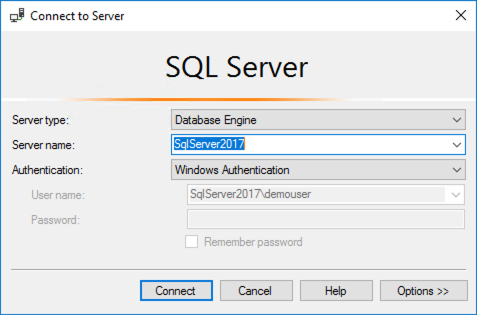 Connect to Server
SQL Server
Server type: Database Engine
Server name: SqlServer2017
Authentication: Windows Authentication
User name: SqlServer2017\demouser
Password:
Remember password
Connect Cancel Help Options >>